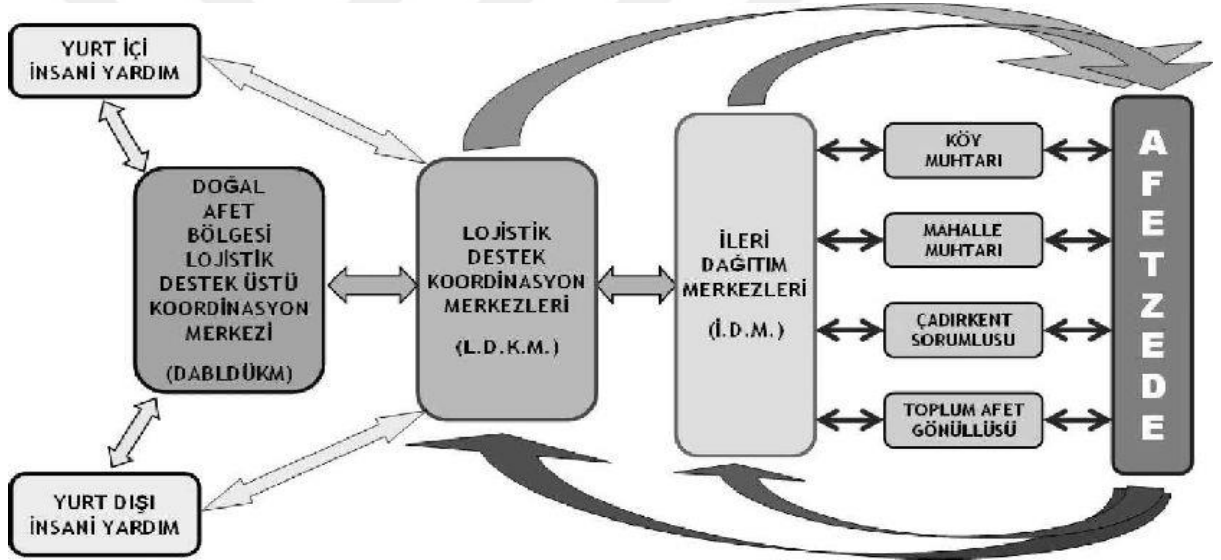 YURT İÇİ
İNSANİ YARDIM
DOĞAL
AFET
BÖLGESİ
LOJİSTİK
DESTEK ÜSTÜ
KOORDİNASYON
MERKEZİ
(DABLDÜKM)
YURT DIŞI
İNSANİ YARDIM
LOJİSTİK
DESTEK
KOORDİNASYON
MERKEZLERİ
(L.D.K.M.)
İLERİ
DAĞITIM
MERKEZLERİ
(İ.D.M.)
KÖY
MUHTARI
MAHALLE
MUHTARI
ÇADIRKENT
SORUMLUSU
TOPLUM AFET
GÖNÜLLÜSÜ
AFETZEDE